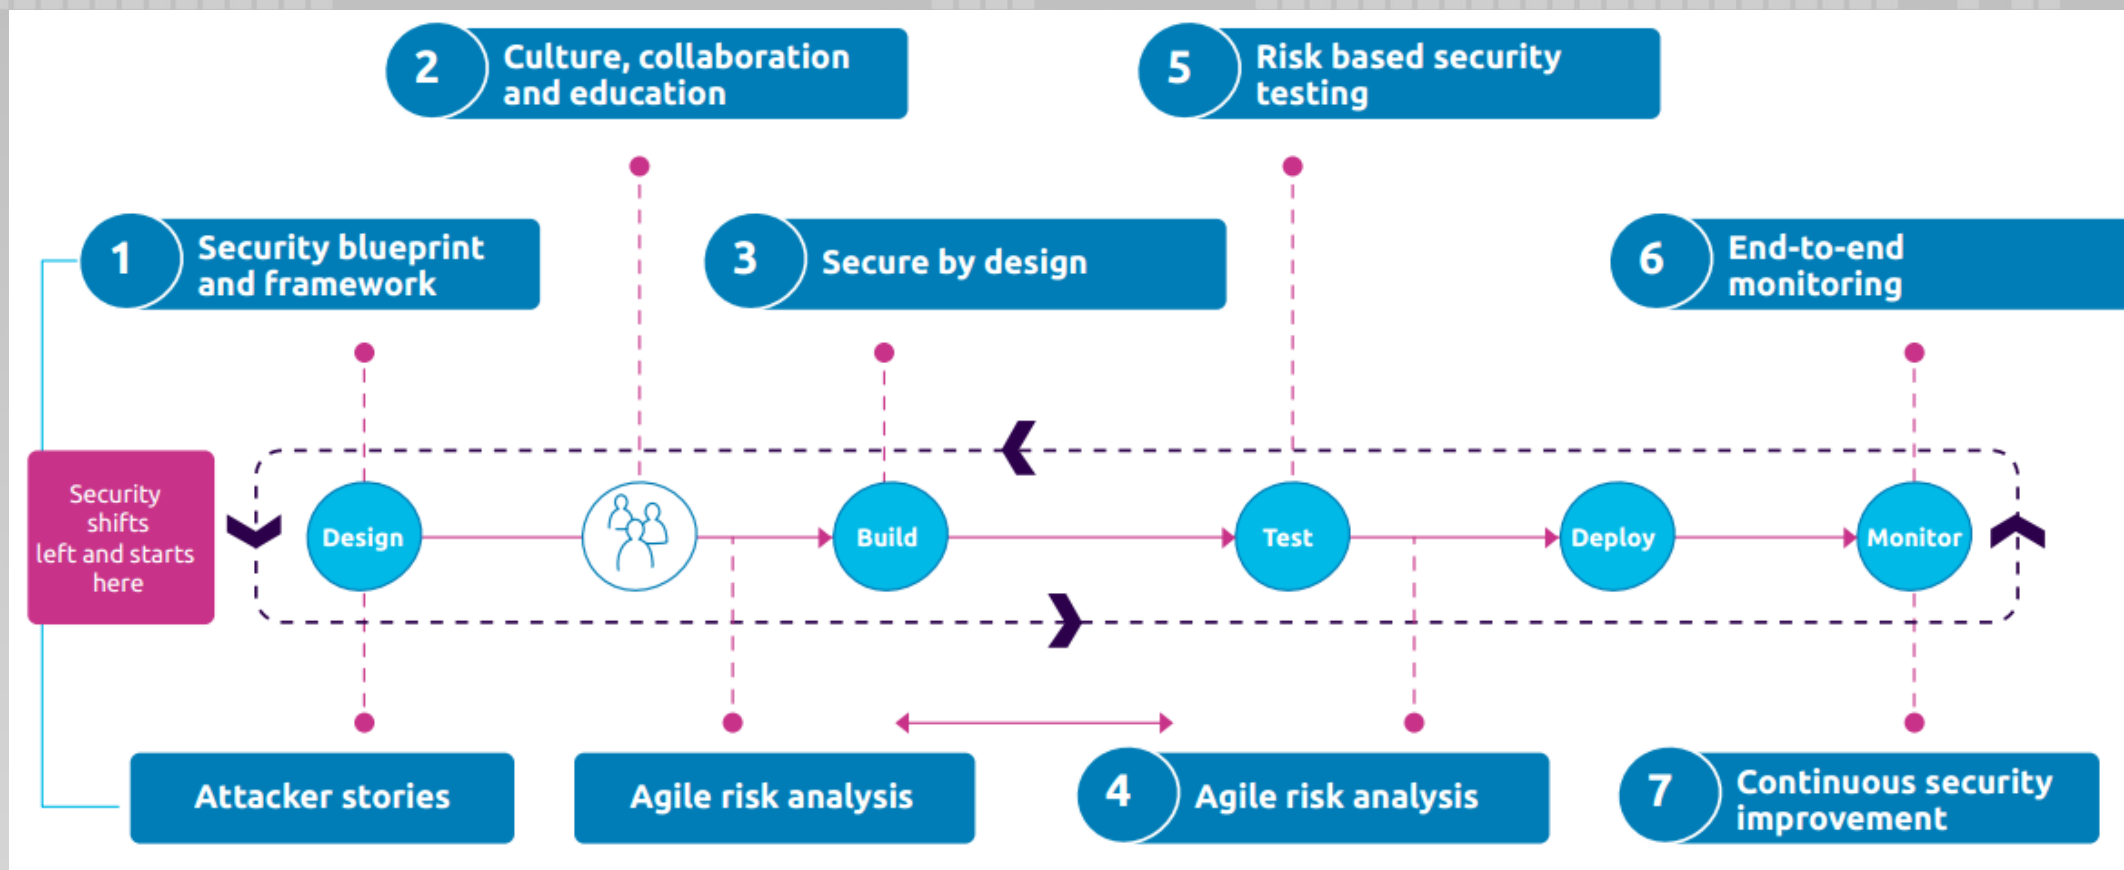 2
Culture, collaboration
and education
5
Risk based security
testing
1
Security blueprint
and framework
3
Secure by design
6
End-to-end
monitoring
Security
shifts
left and starts
here
Design
Build
Test
Deploy
Monitor
Attacker stories
Agile risk analysis
4
Agile risk analysis
7
Continuous security
improvement